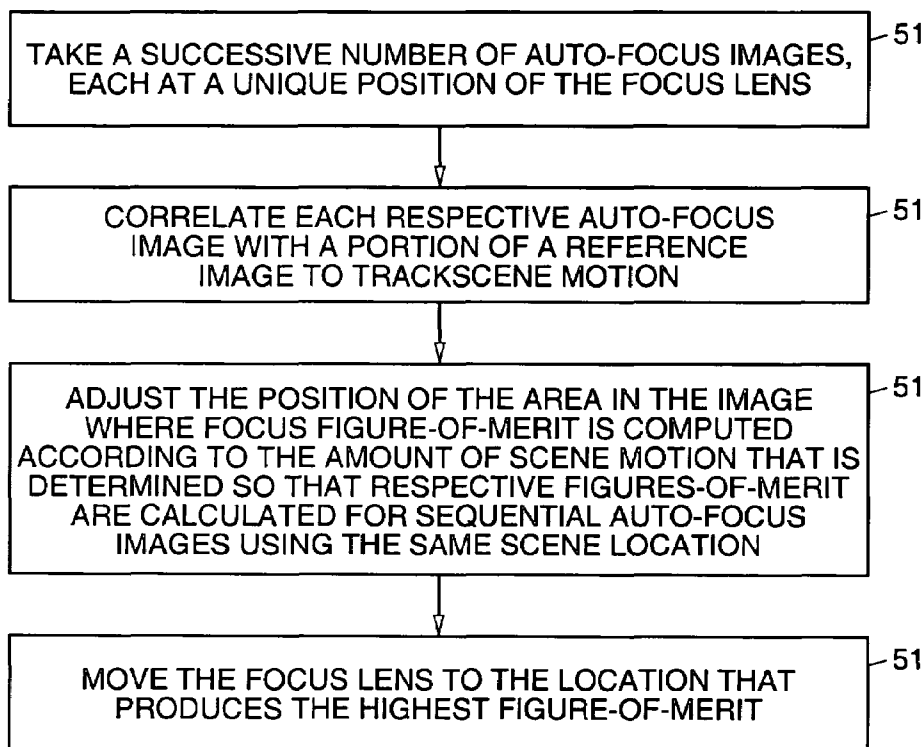 TAKE A SUCCESSIVE NUMBER OF AUTO-FOCUS IMAGES,
EACH AT A UNIQUE POSITION OF THE FOCUS LENS
51
CORRELATE EACH RESPECTIVE AUTO-FOCUS
IMAGE WITH A PORTION OF A REFERENCE
IMAGE TO TRACKSCENE MOTION
51
ADJUST THE POSITION OF THE AREA IN THE IMAGE
WHERE FOCUS FIGURE-OF-MERIT IS COMPUTED
ACCORDING TO THE AMOUNT OF SCENE MOTION THAT IS
DETERMINED SO THAT RESPECTIVE FIGURES-OF-MERIT
ARE CALCULATED FOR SEQUENTIAL AUTO-FOCUS
IMAGES USING THE SAME SCENE LOCATION
51
MOVE THE FOCUS LENS TO THE LOCATION THAT
PRODUCES THE HIGHEST FIGURE-OF-MERIT
51